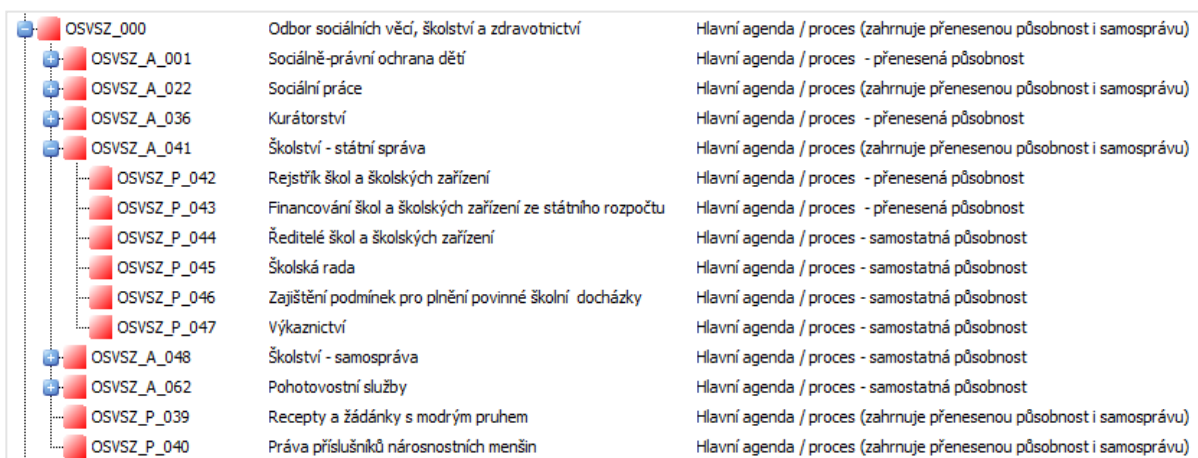 OSVSZ_000 Odbor sociálních věcí, školství a zdravotnictví Hlavní agenda / proces (zahrnuje přenesenou působnost i samosprávu)
OSVSZ_A_001 Sociálně-právní ochrana dětí Hlavní agenda / proces - přenesená působnost
OSVSZ_A_022 Sociální práce Hlavní agenda / proces (zahrnuje přenesenou působnost i samosprávu)
OSVSZ_A_036 Kurátorství Hlavní agenda / proces - přenesená působnost
OSVSZ_A_041 Školství - státní správa Hlavní agenda / proces (zahrnuje přenesenou působnost i samosprávu)
OSVSZ_P_042 Rejstřík škol a školských zařízení Hlavní agenda / proces - přenesená působnost
OSVSZ_P_043 Financování škol a školských zařízení ze státního rozpočtu Hlavní agenda / proces - přenesená působnost
OSVSZ_P_044 Ředitelé škol a školských zařízení Hlavní agenda / proces - samostatná působnost
OSVSZ_P_045 Školská rada Hlavní agenda / proces - samostatná působnost
OSVSZ_P_046 Zajištění podmínek pro plnění povinné školní docházky Hlavní agenda / proces - samostatná působnost
OSVSZ_P_047 Výkaznictví Hlavní agenda / proces - samostatná působnost
OSVSZ_A_048 Školství - samospráva Hlavní agenda / proces - samostatná působnost
OSVSZ_A_062 Pohotovostní služby Hlavní agenda / proces - samostatná působnost
OSVSZ_P_039 Recepty a žádánky s modrým pruhem Hlavní agenda / proces (zahrnuje přenesenou působnost i samosprávu)
OSVSZ_P_040 Práva příslušníků nárosnostních menšin Hlavní agenda / proces (zahrnuje přenesenou působnost i samosprávu)